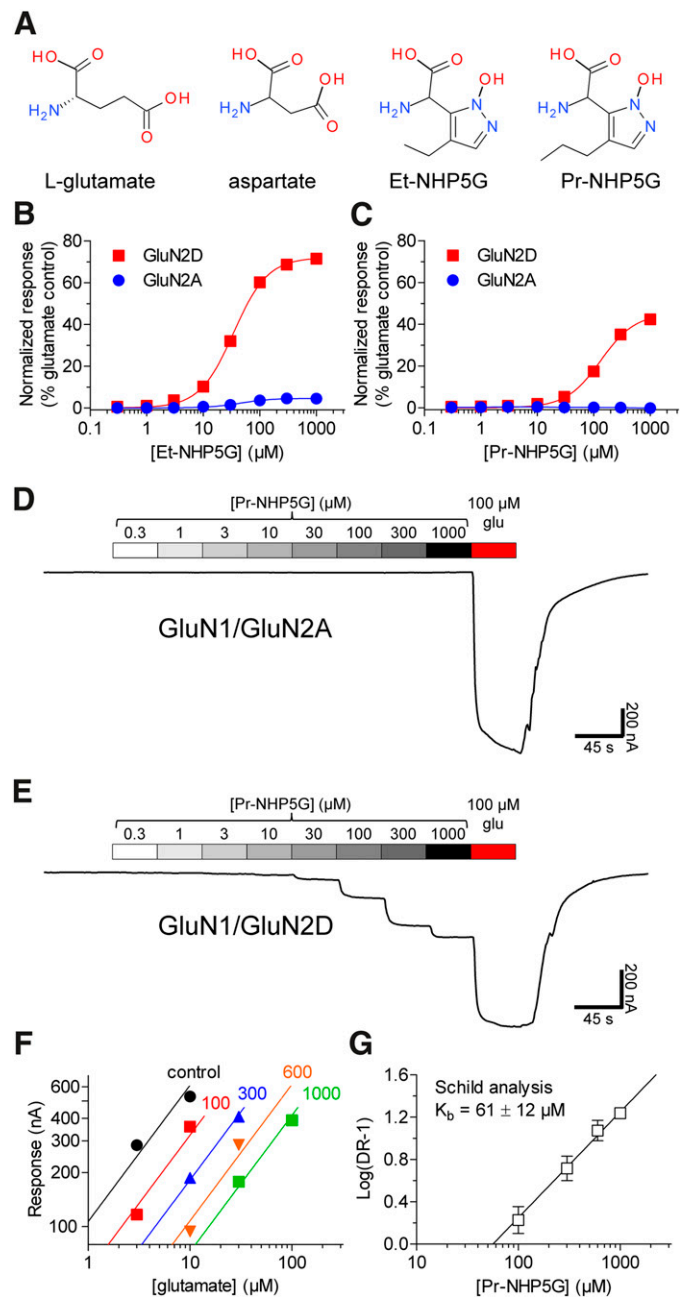 A
HO O O OH H₂N
L-glutamate
HO O OH H₂N O
aspartate
HO O OH H₂N N N
Et-NHP5G
HO O OH H₂N N N
Pr-NHP5G
B
GluN2D
GluN2A
Normalized response
(% glutamate control)
80
60
40
20
0
0.1 1 10 100 1000
[Et-NHP5G] (µM)
C
GluN2D
GluN2A
Normalized response
(% glutamate control)
80
60
40
20
0
0.1 1 10 100 1000
[Pr-NHP5G] (µM)
D
[Pr-NHP5G] (µM)
100 µM
glu
0.3 1 3 10 30 100 300 1000
GluN1/GluN2A
200 nA
45 s
E
[Pr-NHP5G] (µM)
100 µM
glu
0.3 1 3 10 30 100 300 1000
GluN1/GluN2D
200 nA
45 s
F
Response (nA)
600
400
300
200
100
control
100
300
600
1000
1 10 100
[glutamate] (µM)
G
Log(DR-1)
1.6
1.2
0.8
0.4
0.0
Schild analysis
K_b = 61 ± 12 µM
10 100 1000
[Pr-NHP5G] (µM)